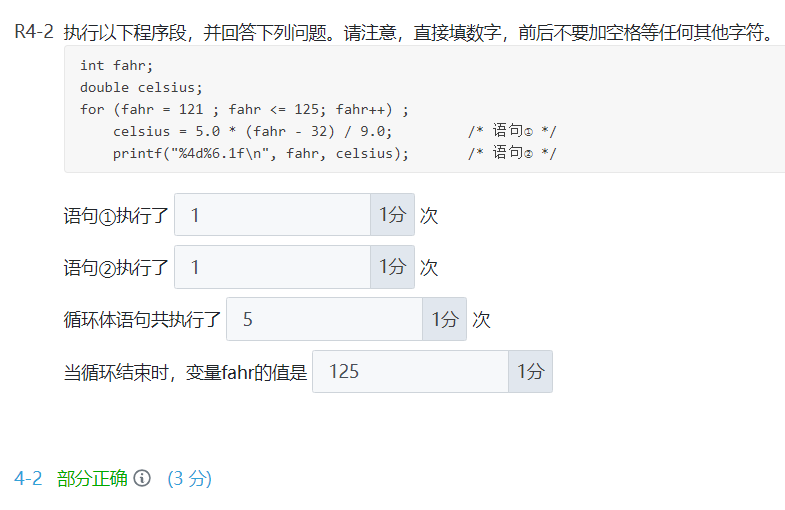 R4-2 执行以下程序段，并回答下列问题。请注意，直接填数字，前后不要加空格等任何其他字符。
int fahr;
double celsius;
for (fahr = 121 ; fahr <= 125; fahr++) ;
    celsius = 5.0 * (fahr - 32) / 9.0;         /* 语句① */
    printf("%4d%6.1f\n", fahr, celsius);       /* 语句② */
语句①执行了 1 1分 次
语句②执行了 1 1分 次
循环体语句共执行了 5 1分 次
当循环结束时，变量fahr的值是 125 1分
4-2 部分正确 (3 分)